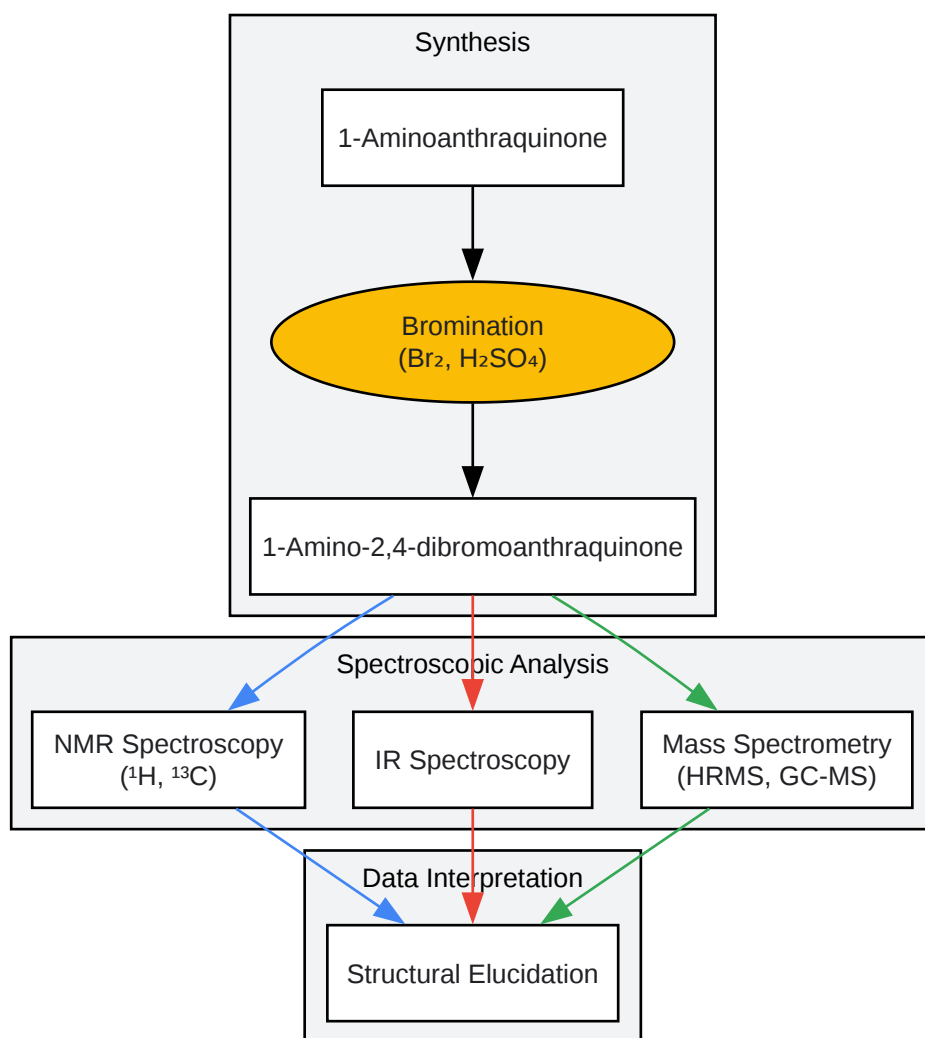 Synthesis
1-Aminoanthraquinone
Bromination
(Br₂, H₂SO₄)
1-Amino-2,4-dibromoanthraquinone
Spectroscopic Analysis
NMR Spectroscopy
(¹H, ¹³C)
IR Spectroscopy
Mass Spectrometry
(HRMS, GC-MS)
Data Interpretation
Structural Elucidation